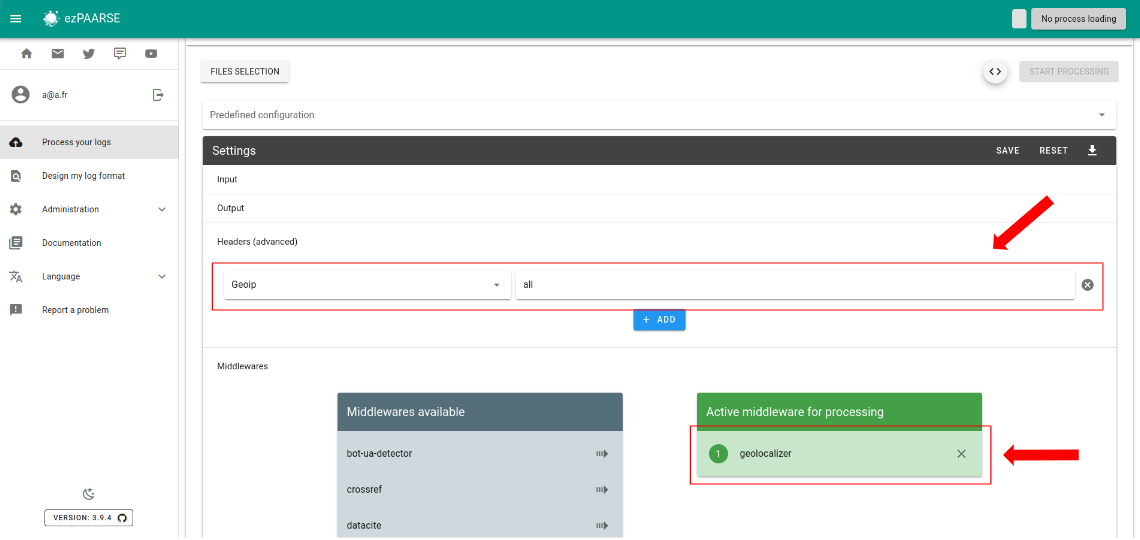 ezPAARSE
No process loading
a@a.fr
Process your logs
Design my log format
Administration
Documentation
Language
Report a problem
VERSION: 3.9.4
FILES SELECTION
START PROCESSING
Predefined configuration
Settings
SAVE
RESET
Input
Output
Headers (advanced)
Geoip
all
+ ADD
Middlewares
Middlewares available
bot-ua-detector
crossref
datacite
Active middleware for processing
1 geolocalizer